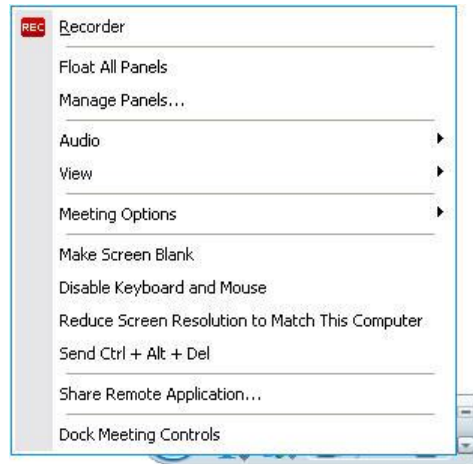 REC Recorder
Float All Panels
Manage Panels...
Audio
View
Meeting Options
Make Screen Blank
Disable Keyboard and Mouse
Reduce Screen Resolution to Match This Computer
Send Ctrl + Alt + Del
Share Remote Application...
Dock Meeting Controls